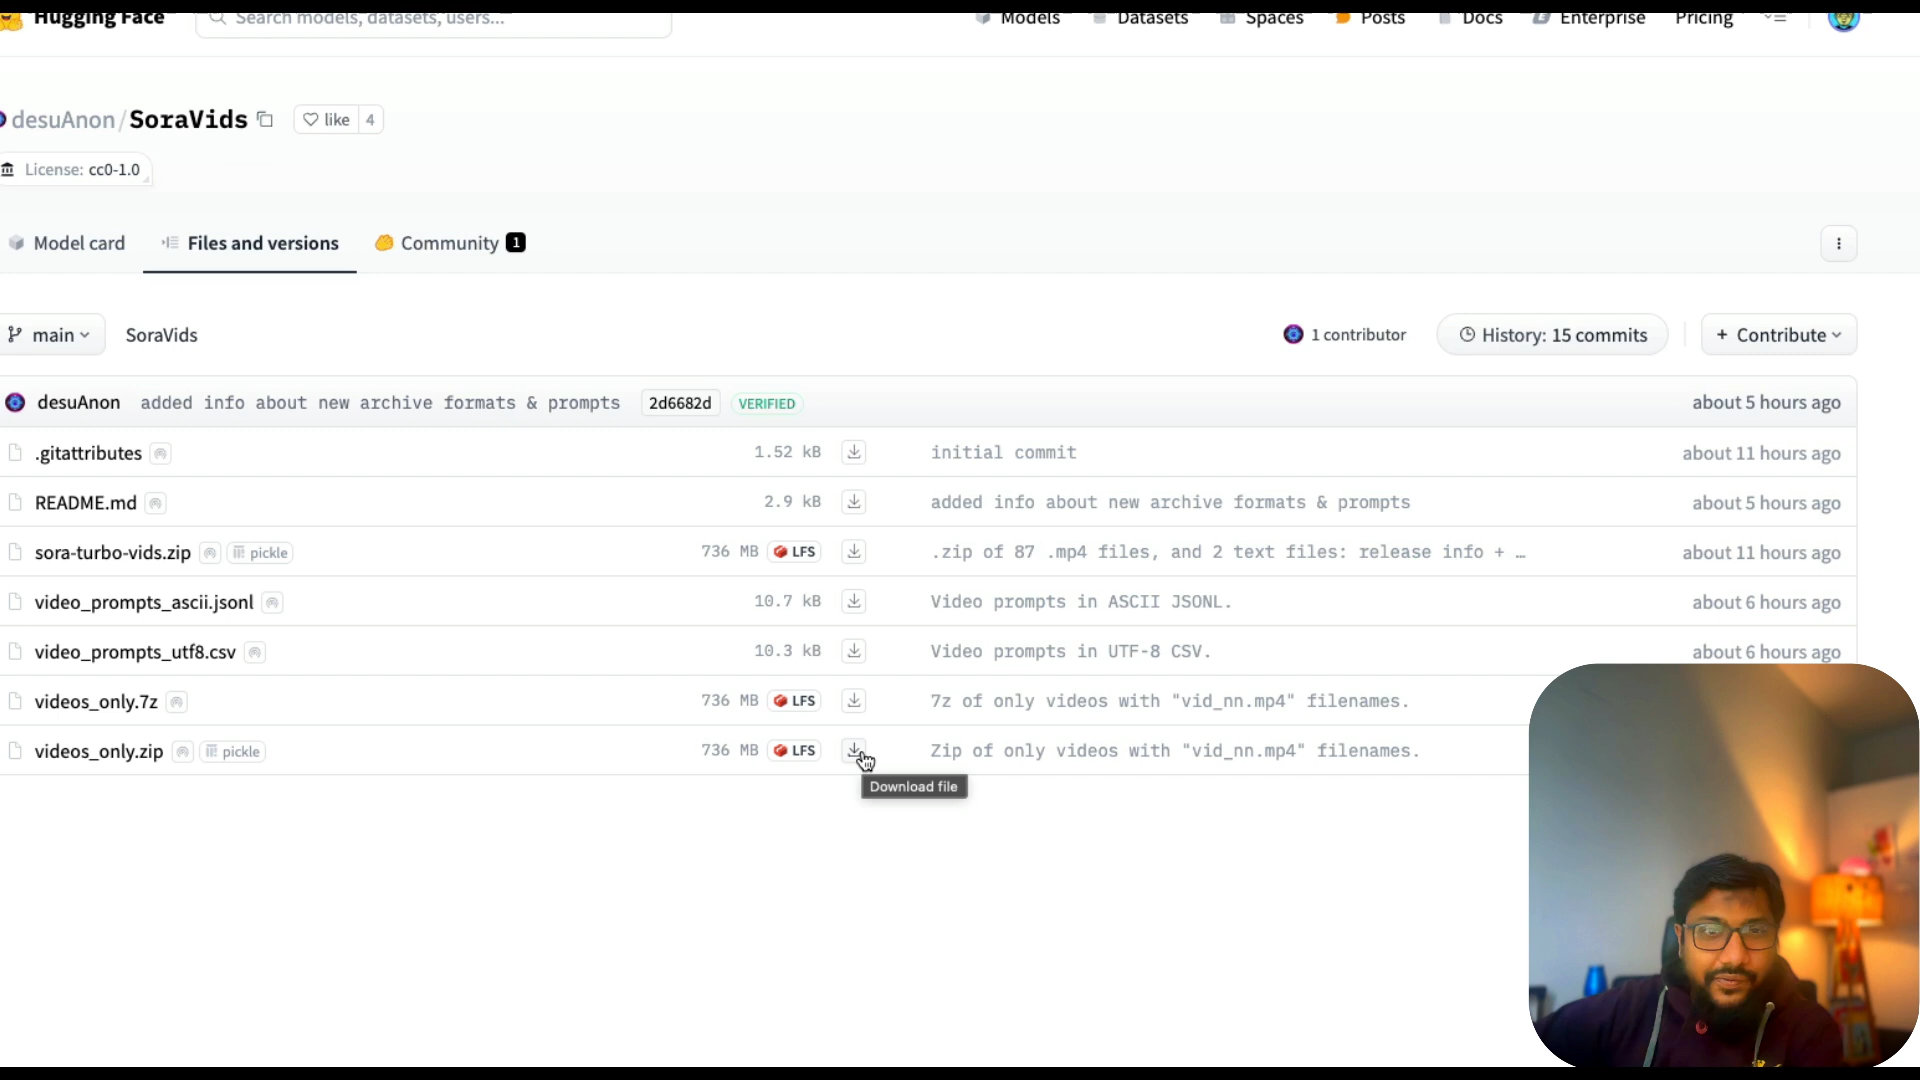 Hugging Face
Search models, datasets, users...
Models
Datasets
Spaces
Posts
Docs
Enterprise
Pricing
desuAnon/SoraVids
like 4
License: cc0-1.0
Model card
Files and versions
Community 1
main
SoraVids
1 contributor
History: 15 commits
+ Contribute
desuAnon added info about new archive formats & prompts 2d6682d VERIFIED about 5 hours ago
.gitattributes 1.52 kB initial commit about 11 hours ago
README.md 2.9 kB added info about new archive formats & prompts about 5 hours ago
sora-turbo-vids.zip pickle 736 MB LFS .zip of 87 .mp4 files, and 2 text files: release info + … about 11 hours ago
video_prompts_ascii.jsonl 10.7 kB Video prompts in ASCII JSONL. about 6 hours ago
video_prompts_utf8.csv 10.3 kB Video prompts in UTF-8 CSV. about 6 hours ago
videos_only.7z 736 MB LFS 7z of only videos with "vid_nn.mp4" filenames.
videos_only.zip pickle 736 MB LFS Zip of only videos with "vid_nn.mp4" filenames.
Download file